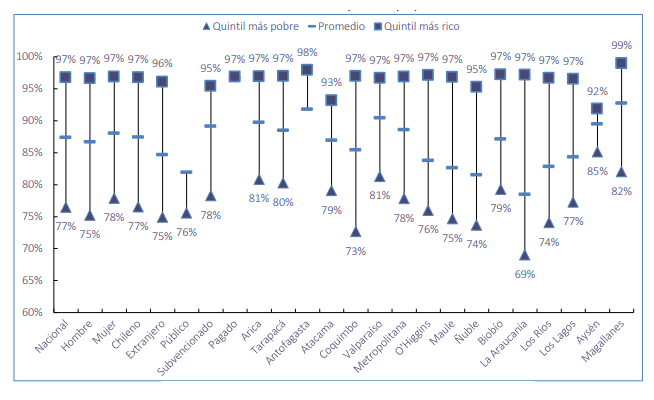 Quintil más pobre Promedio Quintil más rico
100%
95%
90%
85%
80%
75%
70%
65%
60%
97% 97% 97% 97% 96% 95% 97% 97% 97% 98% 93% 97% 97% 97% 97% 97% 95% 97% 97% 97% 97% 92% 99%
77% 75% 78% 77% 75% 76% 78% 81% 80% 79% 73% 81% 78% 76% 75% 74% 79% 69% 74% 77% 85% 82%
Nacional
Hombre
Mujer
Chileno
Extranjero
Público
Subvencionado
Pagado
Arica
Tarapacá
Antofagasta
Atacama
Coquimbo
Valparaíso
Metropolitana
O'Higgins
Maule
Ñuble
Biobío
La Araucanía
Los Ríos
Los Lagos
Aysén
Magallanes